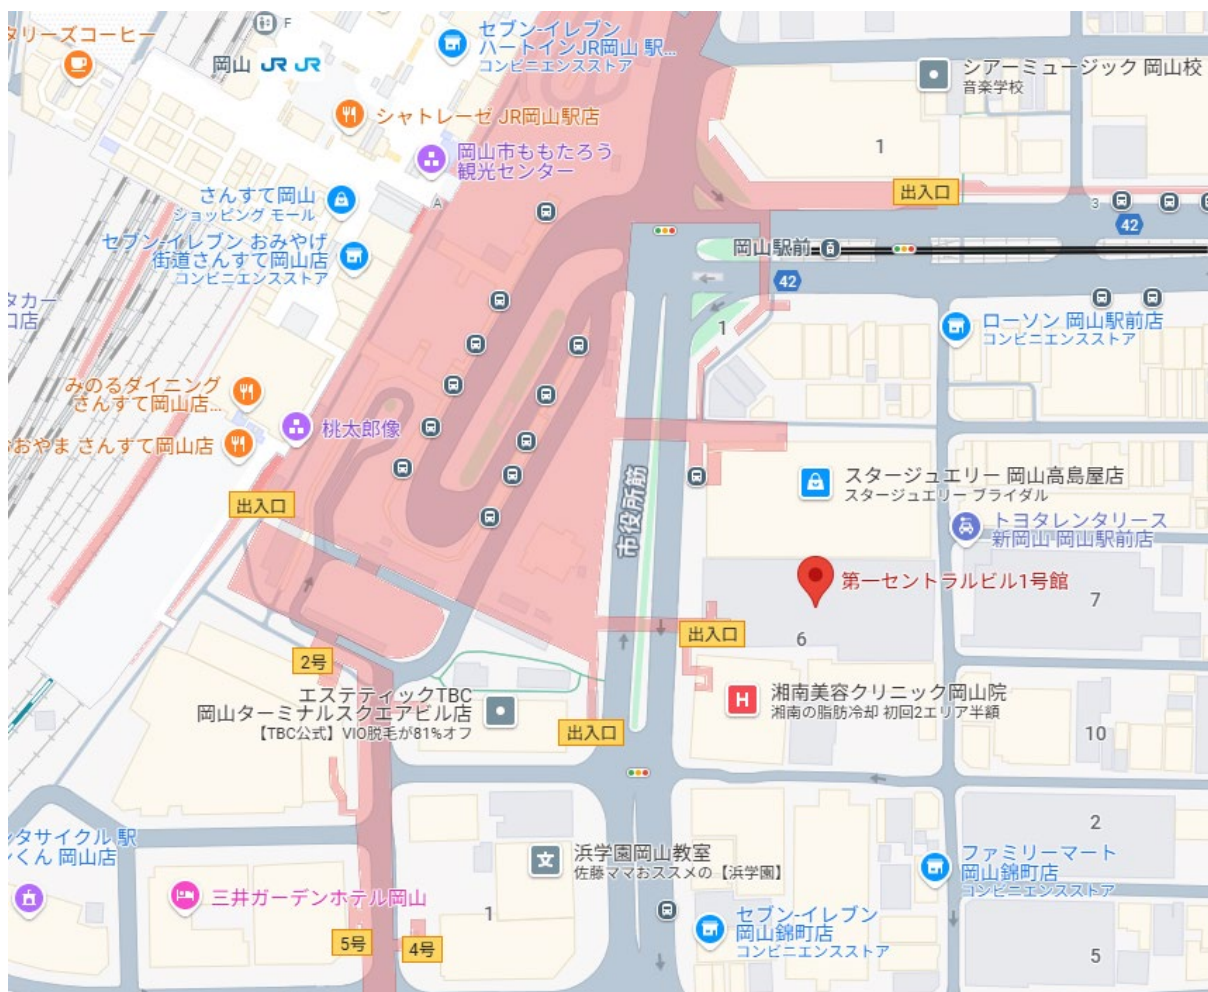 タリーズコーヒー
F
岡山 JR JR
セブン-イレブン
ハートインJR岡山 駅...
コンビニエンスストア
シアーミュージック 岡山校
音楽学校
シャトレーゼ JR岡山駅店
1
岡山市ももたろう
観光センター
さんすて岡山
ショッピング モール
A
出入口
3
42
セブン-イレブン おみやげ
街道さんすて岡山店
コンビニエンスストア
岡山駅前
42
タカー
口店
1
ローソン 岡山駅前店
コンビニエンスストア
みのるダイニング
さんすて岡山店...
桃太郎像
おやま さんすて岡山店
出入口
市役所筋
スタージュエリー 岡山高島屋店
スタージュエリー ブライダル
トヨタレンタリース
新岡山 岡山駅前店
第一セントラルビル1号館
7
出入口
6
2号
エステティックTBC
岡山ターミナルスクエアビル店
【TBC公式】VIO脱毛が81%オフ
湘南美容クリニック岡山院
湘南の脂肪冷却 初回2エリア半額
出入口
10
2
ンタサイクル 駅
くん 岡山店
浜学園岡山教室
佐藤ママおススメの【浜学園】
ファミリーマート
岡山錦町店
コンビニエンスストア
三井ガーデンホテル岡山
1
セブン-イレブン
岡山錦町店
コンビニエンスストア
5号
4号
5